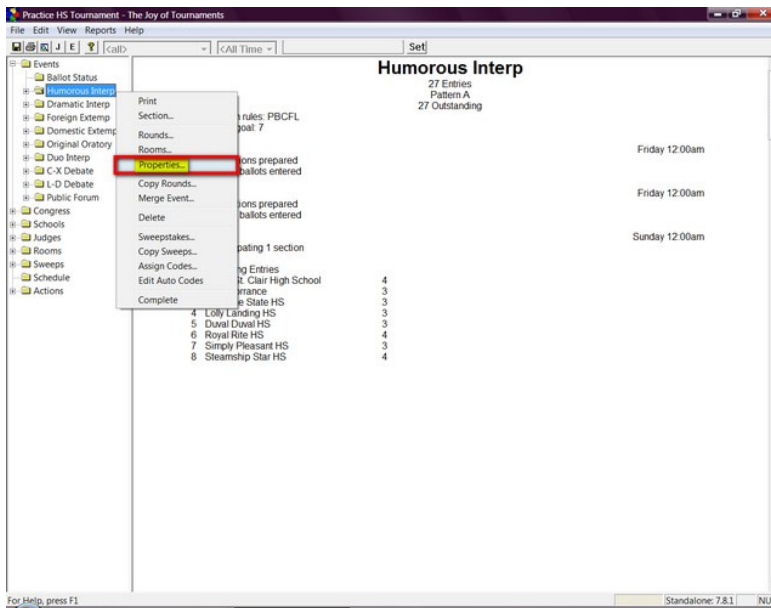 Practice HS Tournament - The Joy of Tournaments
File Edit View Reports Help
J E ? <all> <All Time Set
Events
Ballot Status
Humorous Interp
Dramatic Interp
Foreign Extemp
Domestic Extemp
Original Oratory
Duo Interp
C-X Debate
L-D Debate
Public Forum
Congress
Schools
Judges
Rooms
Sweeps
Schedule
Actions
Print
Section...
Rounds...
Rooms...
Properties...
Copy Rounds...
Merge Event...
Delete
Sweepstakes...
Copy Sweeps...
Assign Codes...
Edit Auto Codes
Complete
Humorous Interp
27 Entries
Pattern A
27 Outstanding
rules: PBCFL
goal: 7
Friday 12:00am
ons prepared
ballots entered
Friday 12:00am
ions prepared
ballots entered
Sunday 12:00am
pating 1 section
ng Entries
St. Clair High School 4
orrance 3
e State HS 3
4 Lolly Landing HS 3
5 Duval Duval HS 3
6 Royal Rite HS 4
7 Simply Pleasant HS 3
8 Steamship Star HS 4
For Help, press F1
Standalone: 7.8.1 NU